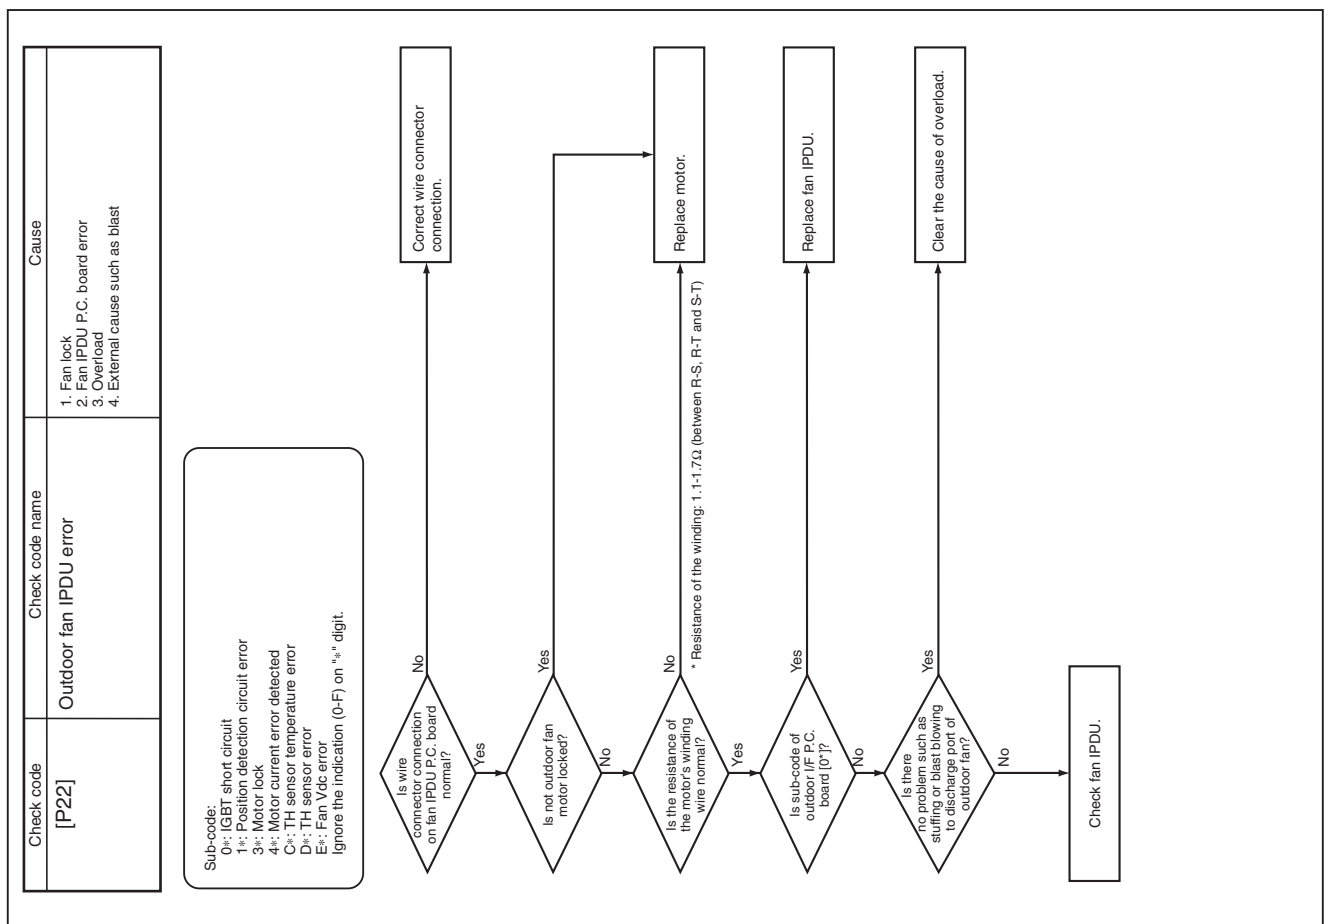 Check code
Check code name
Cause
[P22]
Outdoor fan IPDU error
1. Fan lock
2. Fan IPDU P.C. board error
3. Overload
4. External cause such as blast
Sub-code:
0*: IGBT short circuit
1*: Position detection circuit error
3*: Motor lock
4*: Motor current error detected
C*: TH sensor temperature error
D*: TH sensor error
E*: Fan Vdc error
Ignore the indication (0-F) on "*" digit.
Is wire
connector connection
on fan IPDU P.C. board
normal?
No
Correct wire connector
connection.
Yes
Is not outdoor fan
motor locked?
Yes
No
Is the resistance of
the motor's winding
wire normal?
No
Replace motor.
* Resistance of the winding: 1.1-1.7Ω (between R-S, R-T and S-T)
Yes
Is sub-code of
outdoor I/F P.C.
board [0*]?
Yes
Replace fan IPDU.
No
Is there
no problem such as
stuffing or blast blowing
to discharge port of
outdoor fan?
Yes
Clear the cause of overload.
No
Check fan IPDU.